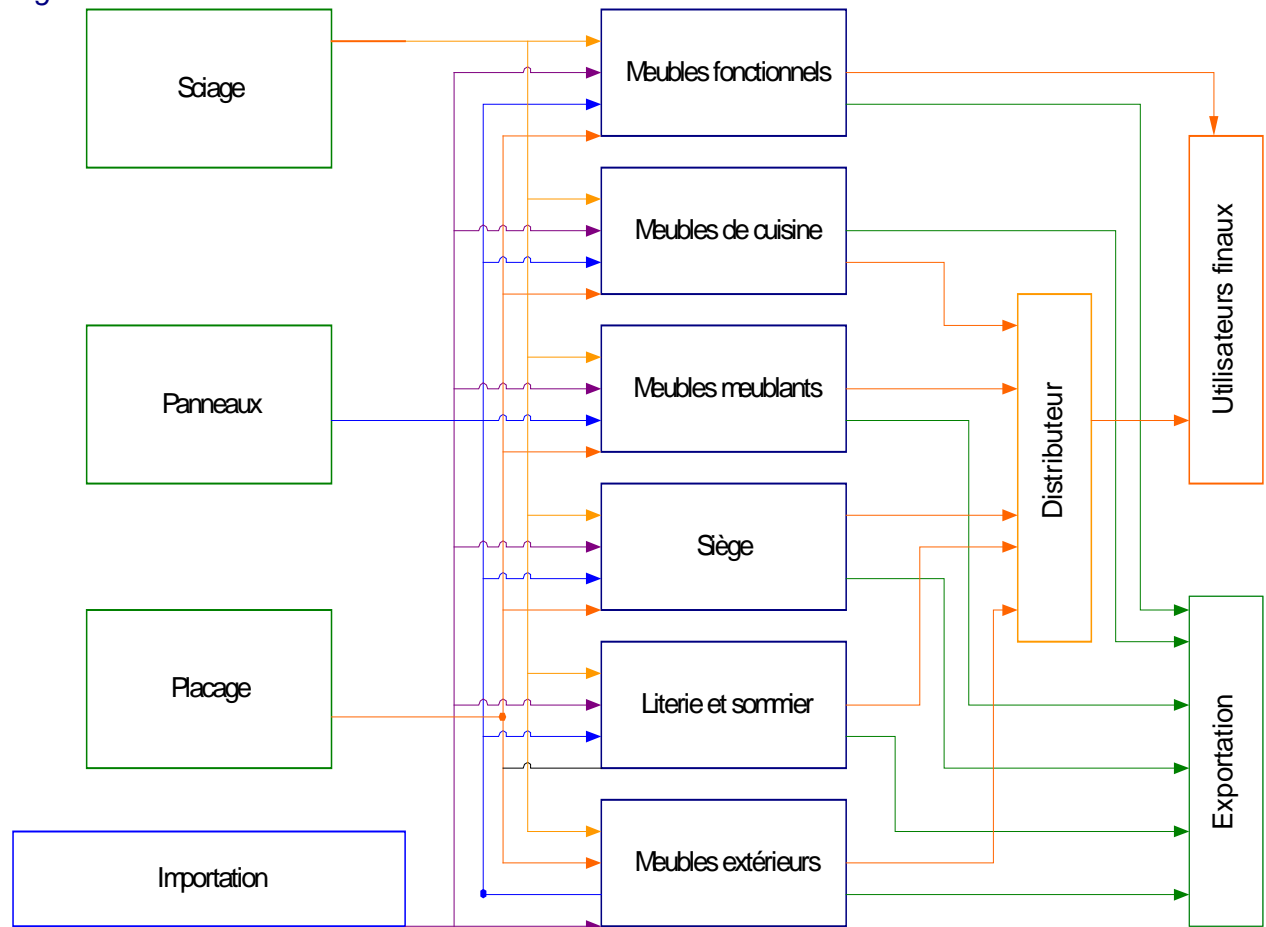 Sciage
Panneaux
Placage
Importation
Meubles fonctionnels
Meubles de cuisine
Meubles meublants
Siège
Literie et sommier
Meubles extérieurs
Distributeur
Utilisateurs finaux
Exportation